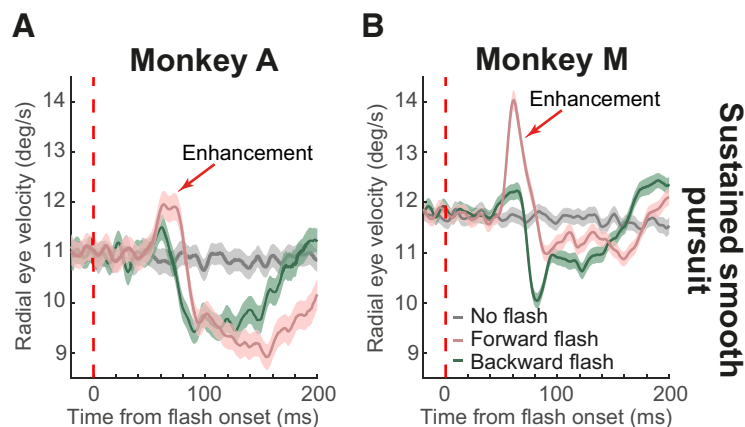 A
Monkey A
Radial eye velocity (deg/s)
14
13
12
11
10
9
Enhancement
0
100
200
Time from flash onset (ms)
B
Monkey M
Radial eye velocity (deg/s)
14
13
12
11
10
9
Enhancement
No flash
Forward flash
Backward flash
0
100
200
Time from flash onset (ms)
Sustained smooth
pursuit